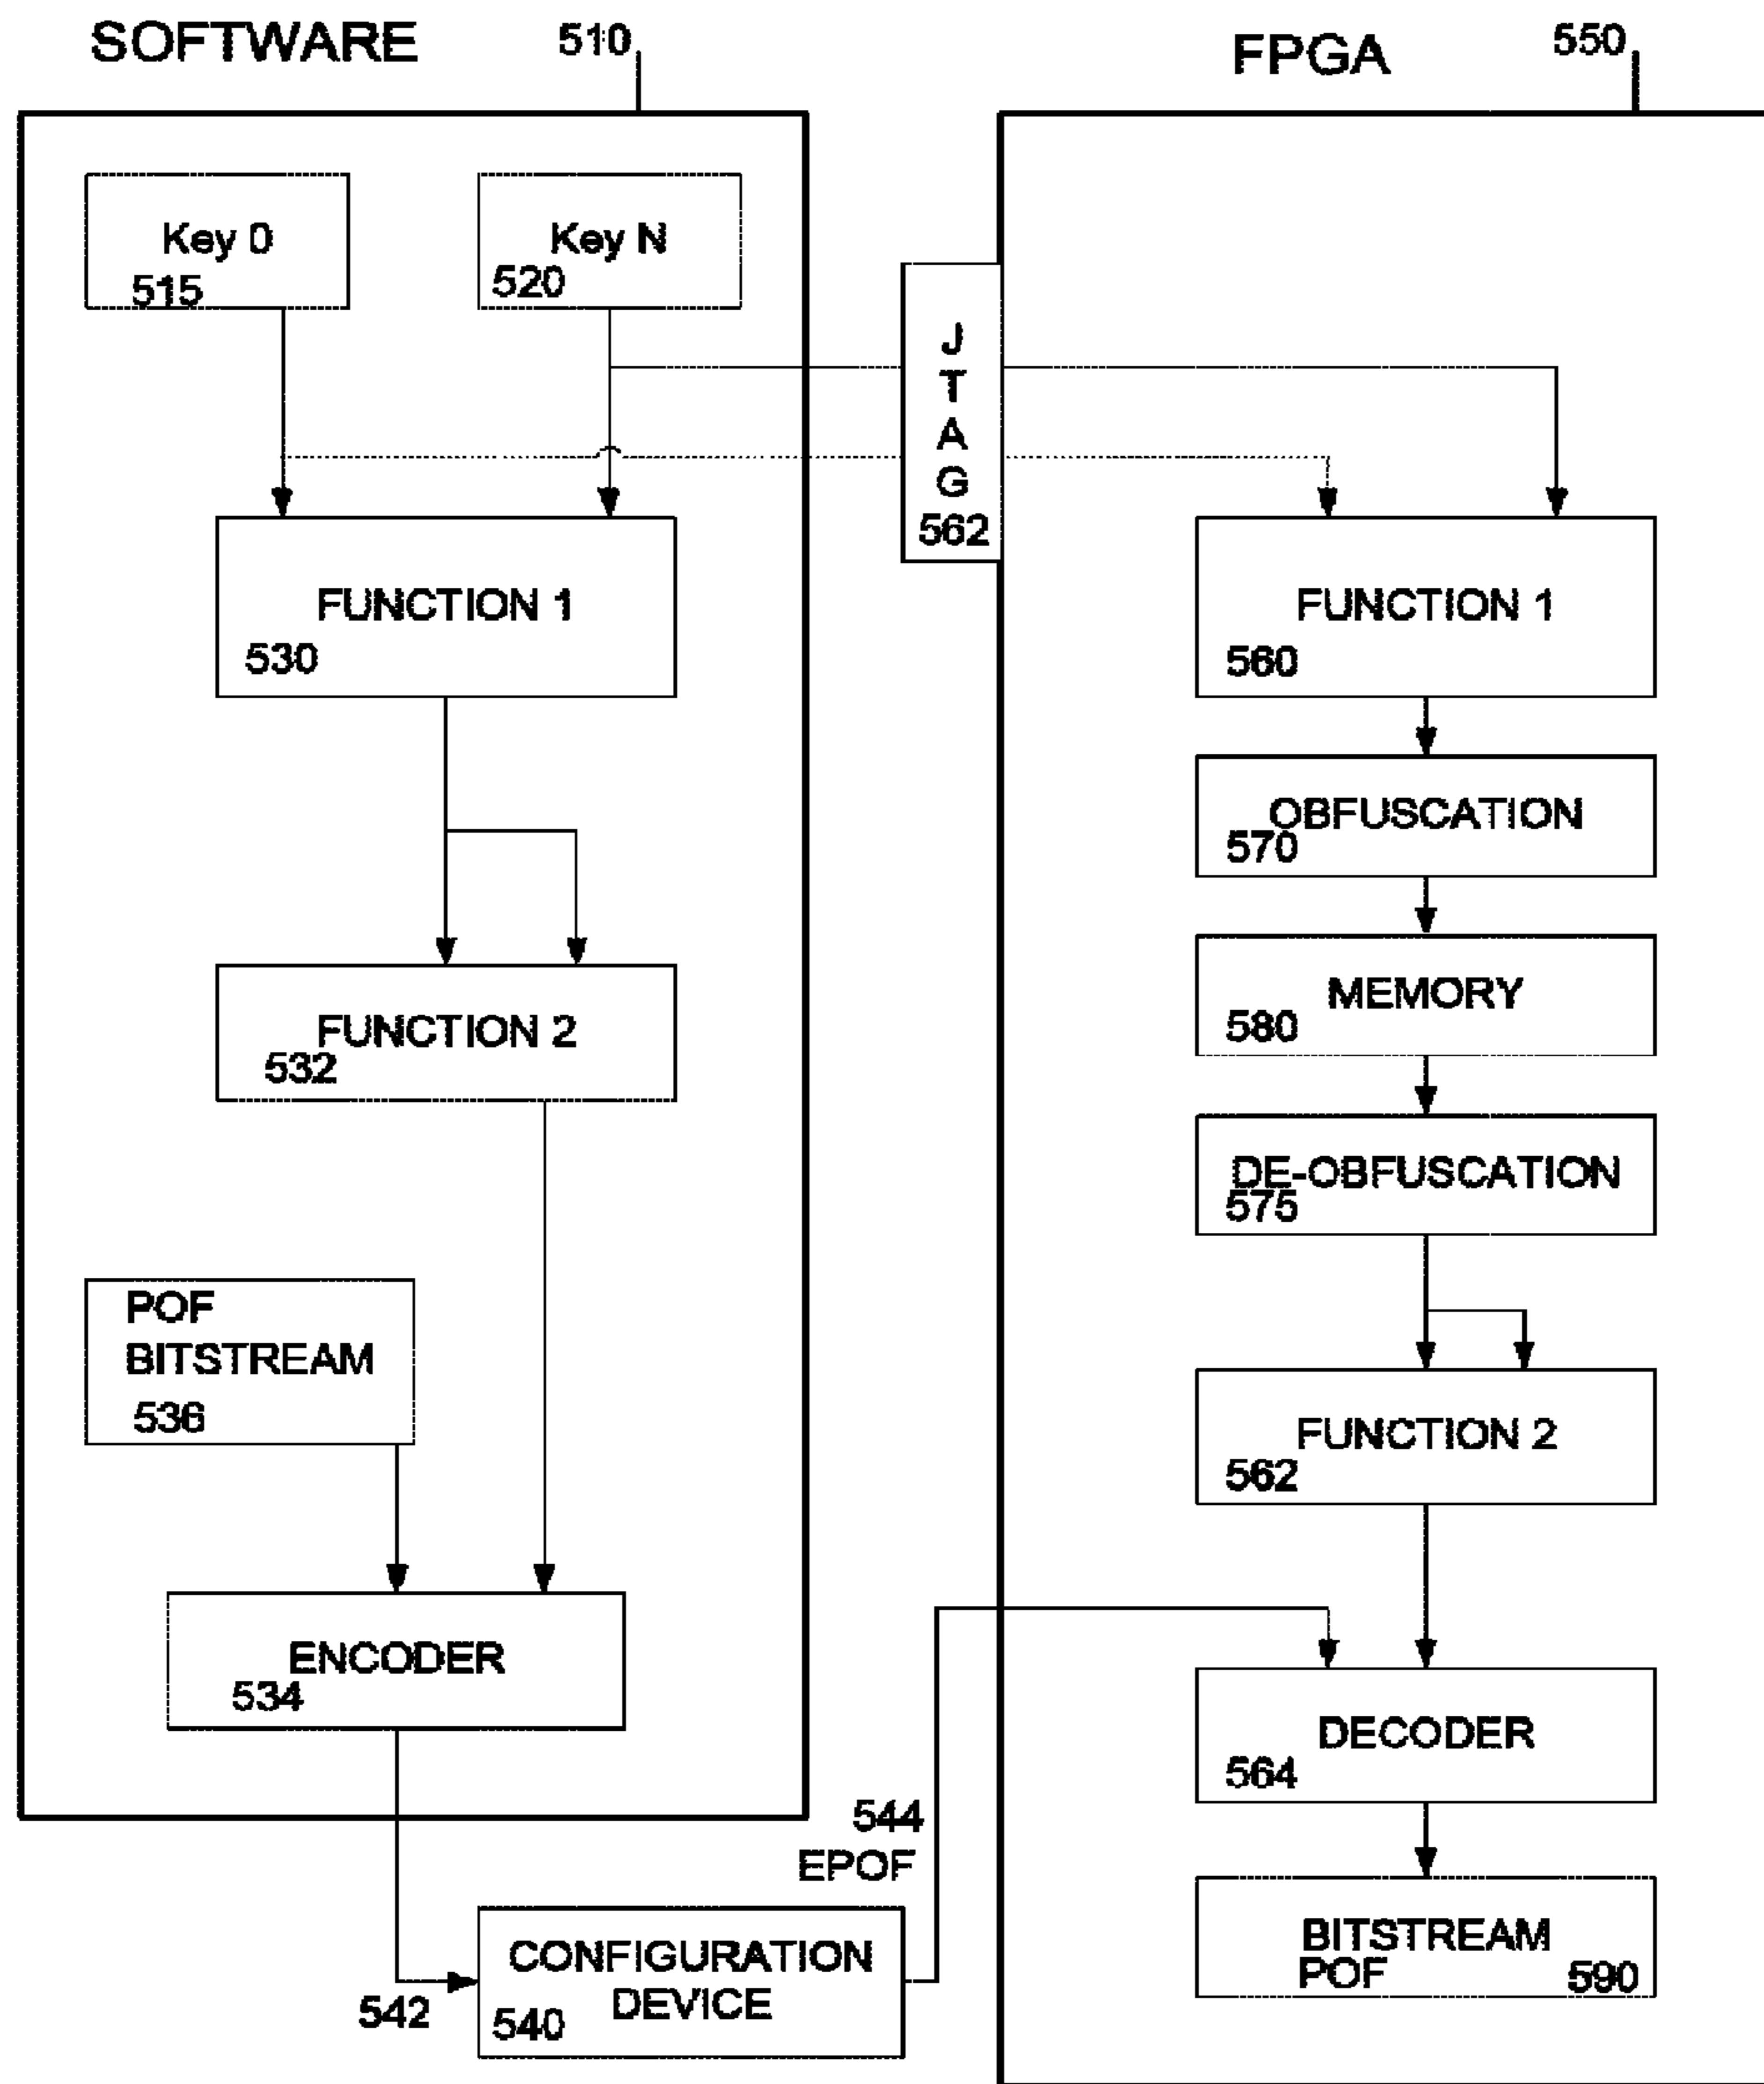 SOFTWARE
510
Key 0
515
Key N
520
FUNCTION 1
530
FUNCTION 2
532
POF
BITSTREAM
536
ENCODER
534
542
CONFIGURATION
DEVICE
540
544
EPOF
J
T
A
G
562
FPGA
550
FUNCTION 1
560
OBFUSCATION
570
MEMORY
580
DE-OBFUSCATION
575
FUNCTION 2
562
DECODER
564
BITSTREAM
POF
590